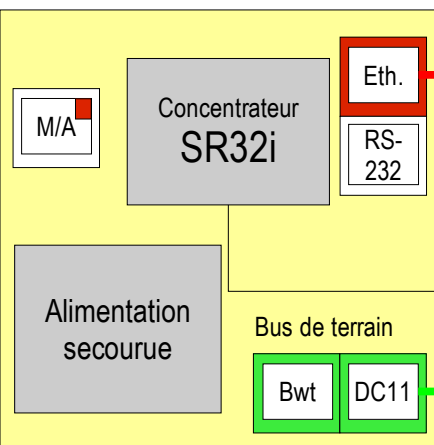 Eth.
Concentrateur
SR32i
M/A
RS-
232
Alimentation
secourue
Bus de terrain
Bwt
DC11